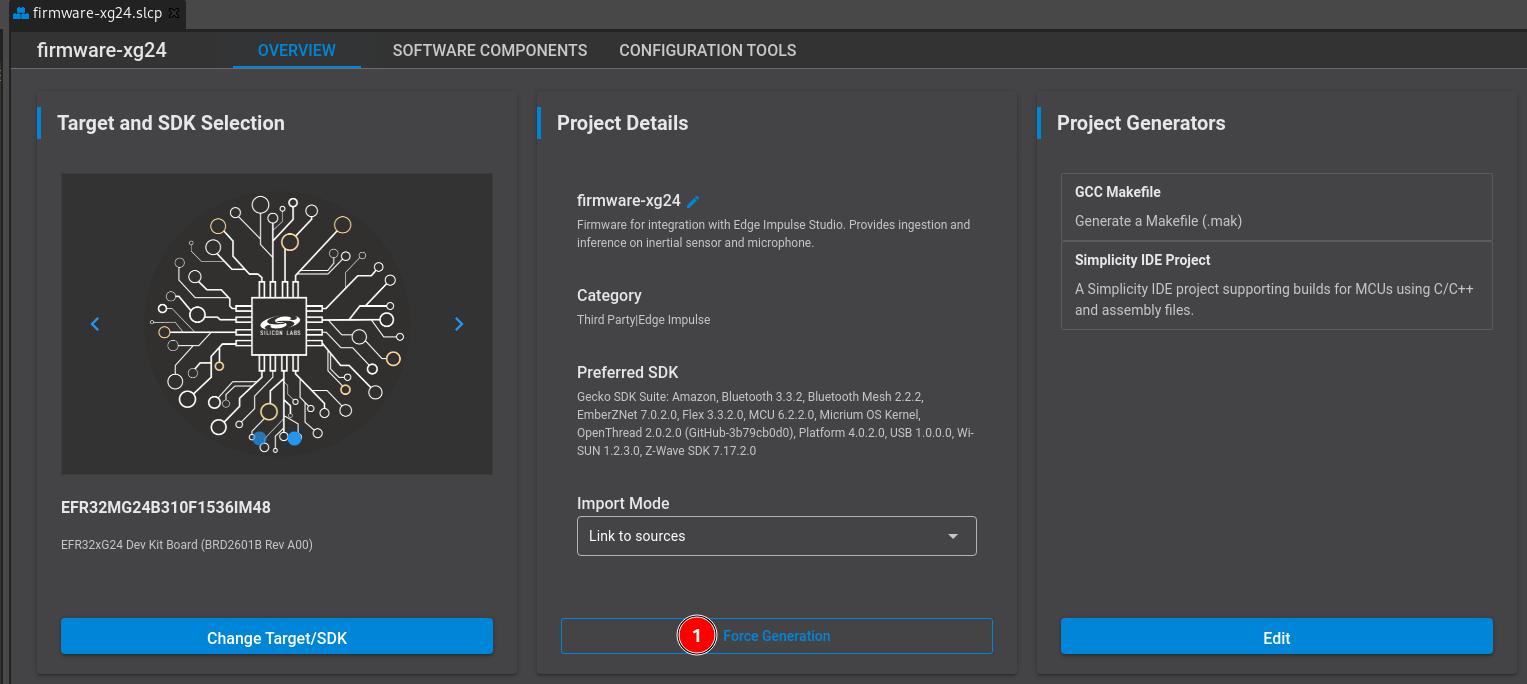 firmware-xg24.slcp
firmware-xg24
OVERVIEW
SOFTWARE COMPONENTS
CONFIGURATION TOOLS
Target and SDK Selection
SILICON LABS
EFR32MG24B310F1536IM48
EFR32xG24 Dev Kit Board (BRD2601B Rev A00)
Change Target/SDK
Project Details
firmware-xg24
Firmware for integration with Edge Impulse Studio. Provides ingestion and
inference on inertial sensor and microphone.
Category
Third Party|Edge Impulse
Preferred SDK
Gecko SDK Suite: Amazon, Bluetooth 3.3.2, Bluetooth Mesh 2.2.2,
EmberZNet 7.0.2.0, Flex 3.3.2.0, MCU 6.2.2.0, Micrium OS Kernel,
OpenThread 2.0.2.0 (GitHub-3b79cb0d0), Platform 4.0.2.0, USB 1.0.0.0, Wi-
SUN 1.2.3.0, Z-Wave SDK 7.17.2.0
Import Mode
Link to sources
1
Force Generation
Project Generators
GCC Makefile
Generate a Makefile (.mak)
Simplicity IDE Project
A Simplicity IDE project supporting builds for MCUs using C/C++
and assembly files.
Edit